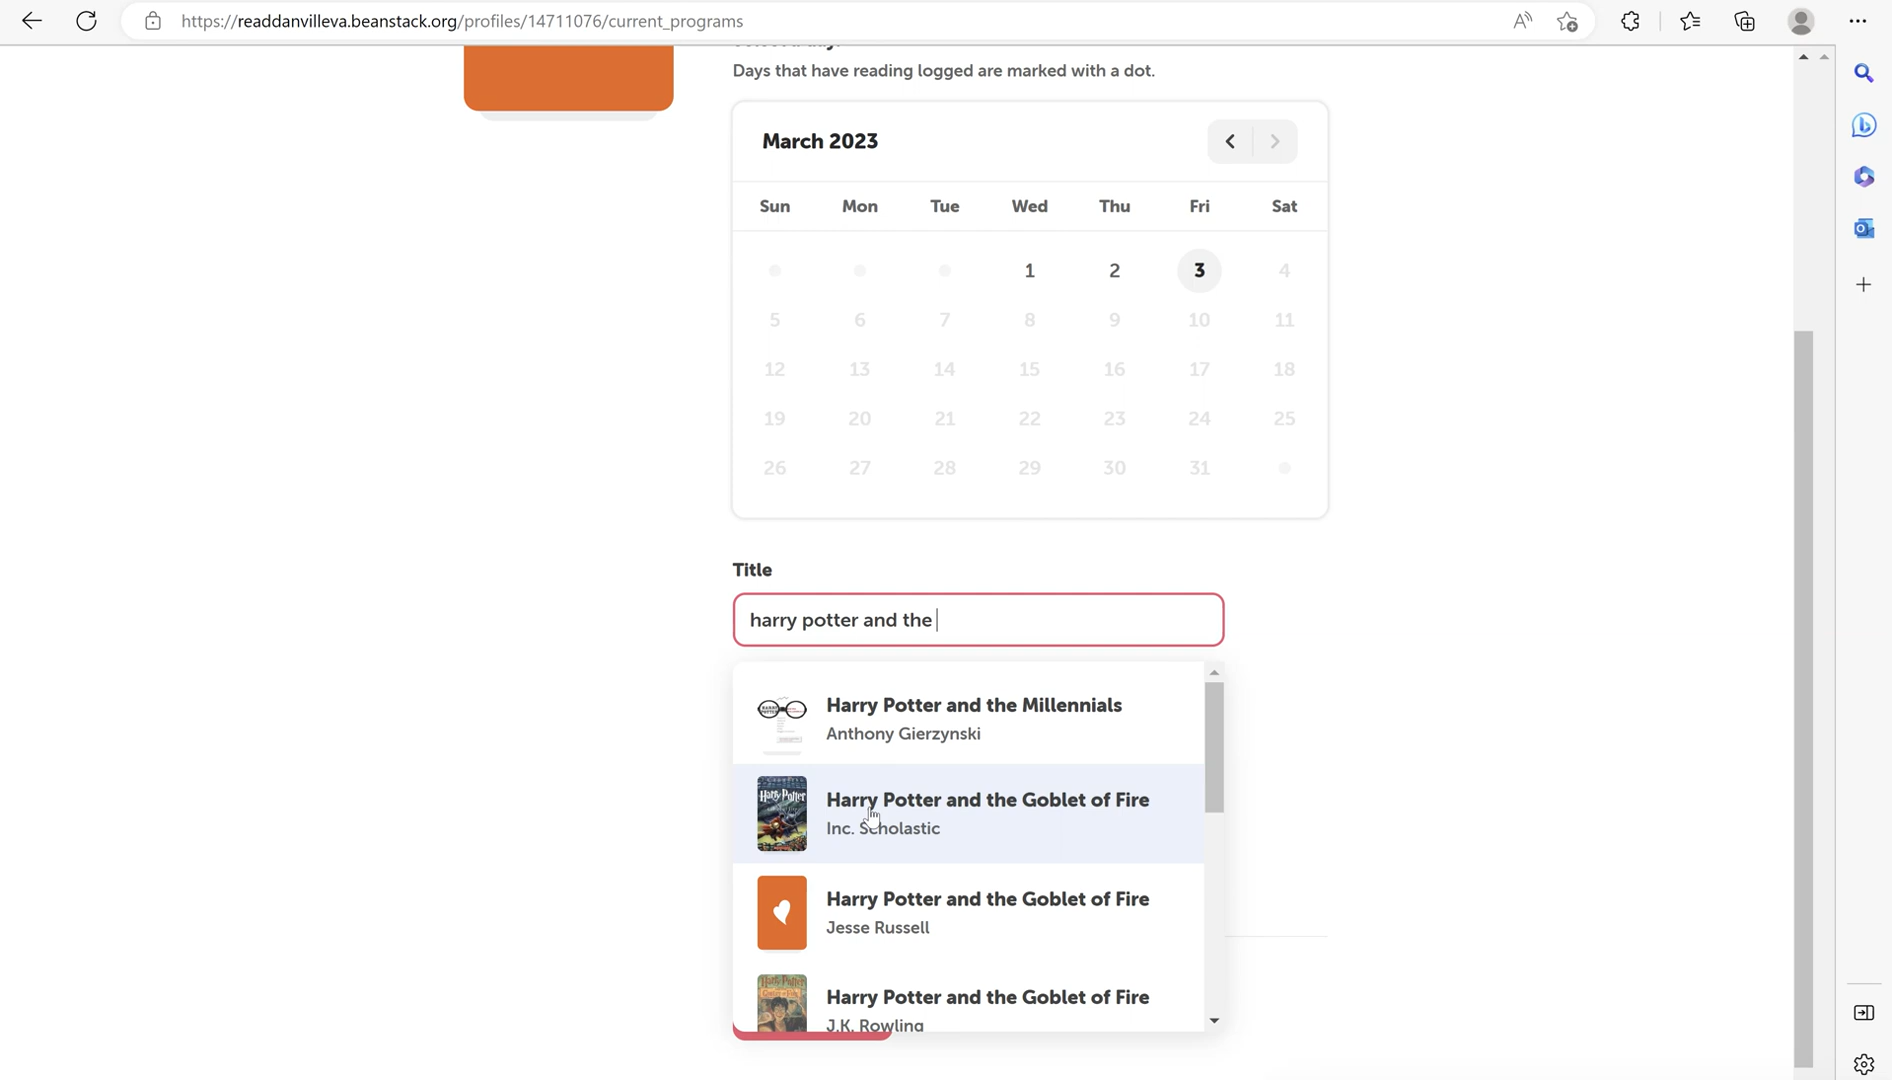 https://readdanvilleva.beanstack.org/profiles/14711076/current_programs
Days that have reading logged are marked with a dot.
March 2023
Sun Mon Tue Wed Thu Fri Sat
1 2 3 4
5 6 7 8 9 10 11
12 13 14 15 16 17 18
19 20 21 22 23 24 25
26 27 28 29 30 31
Title
harry potter and the
Harry Potter and the Millennials
Anthony Gierzynski
Harry Potter and the Goblet of Fire
Inc. Scholastic
Harry Potter and the Goblet of Fire
Jesse Russell
Harry Potter and the Goblet of Fire
J.K. Rowling